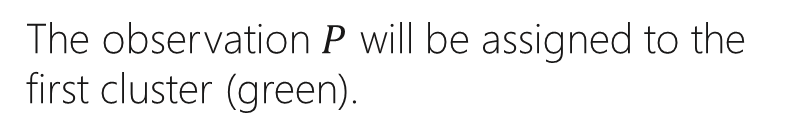 The observation P will be assigned to the
first cluster (green).